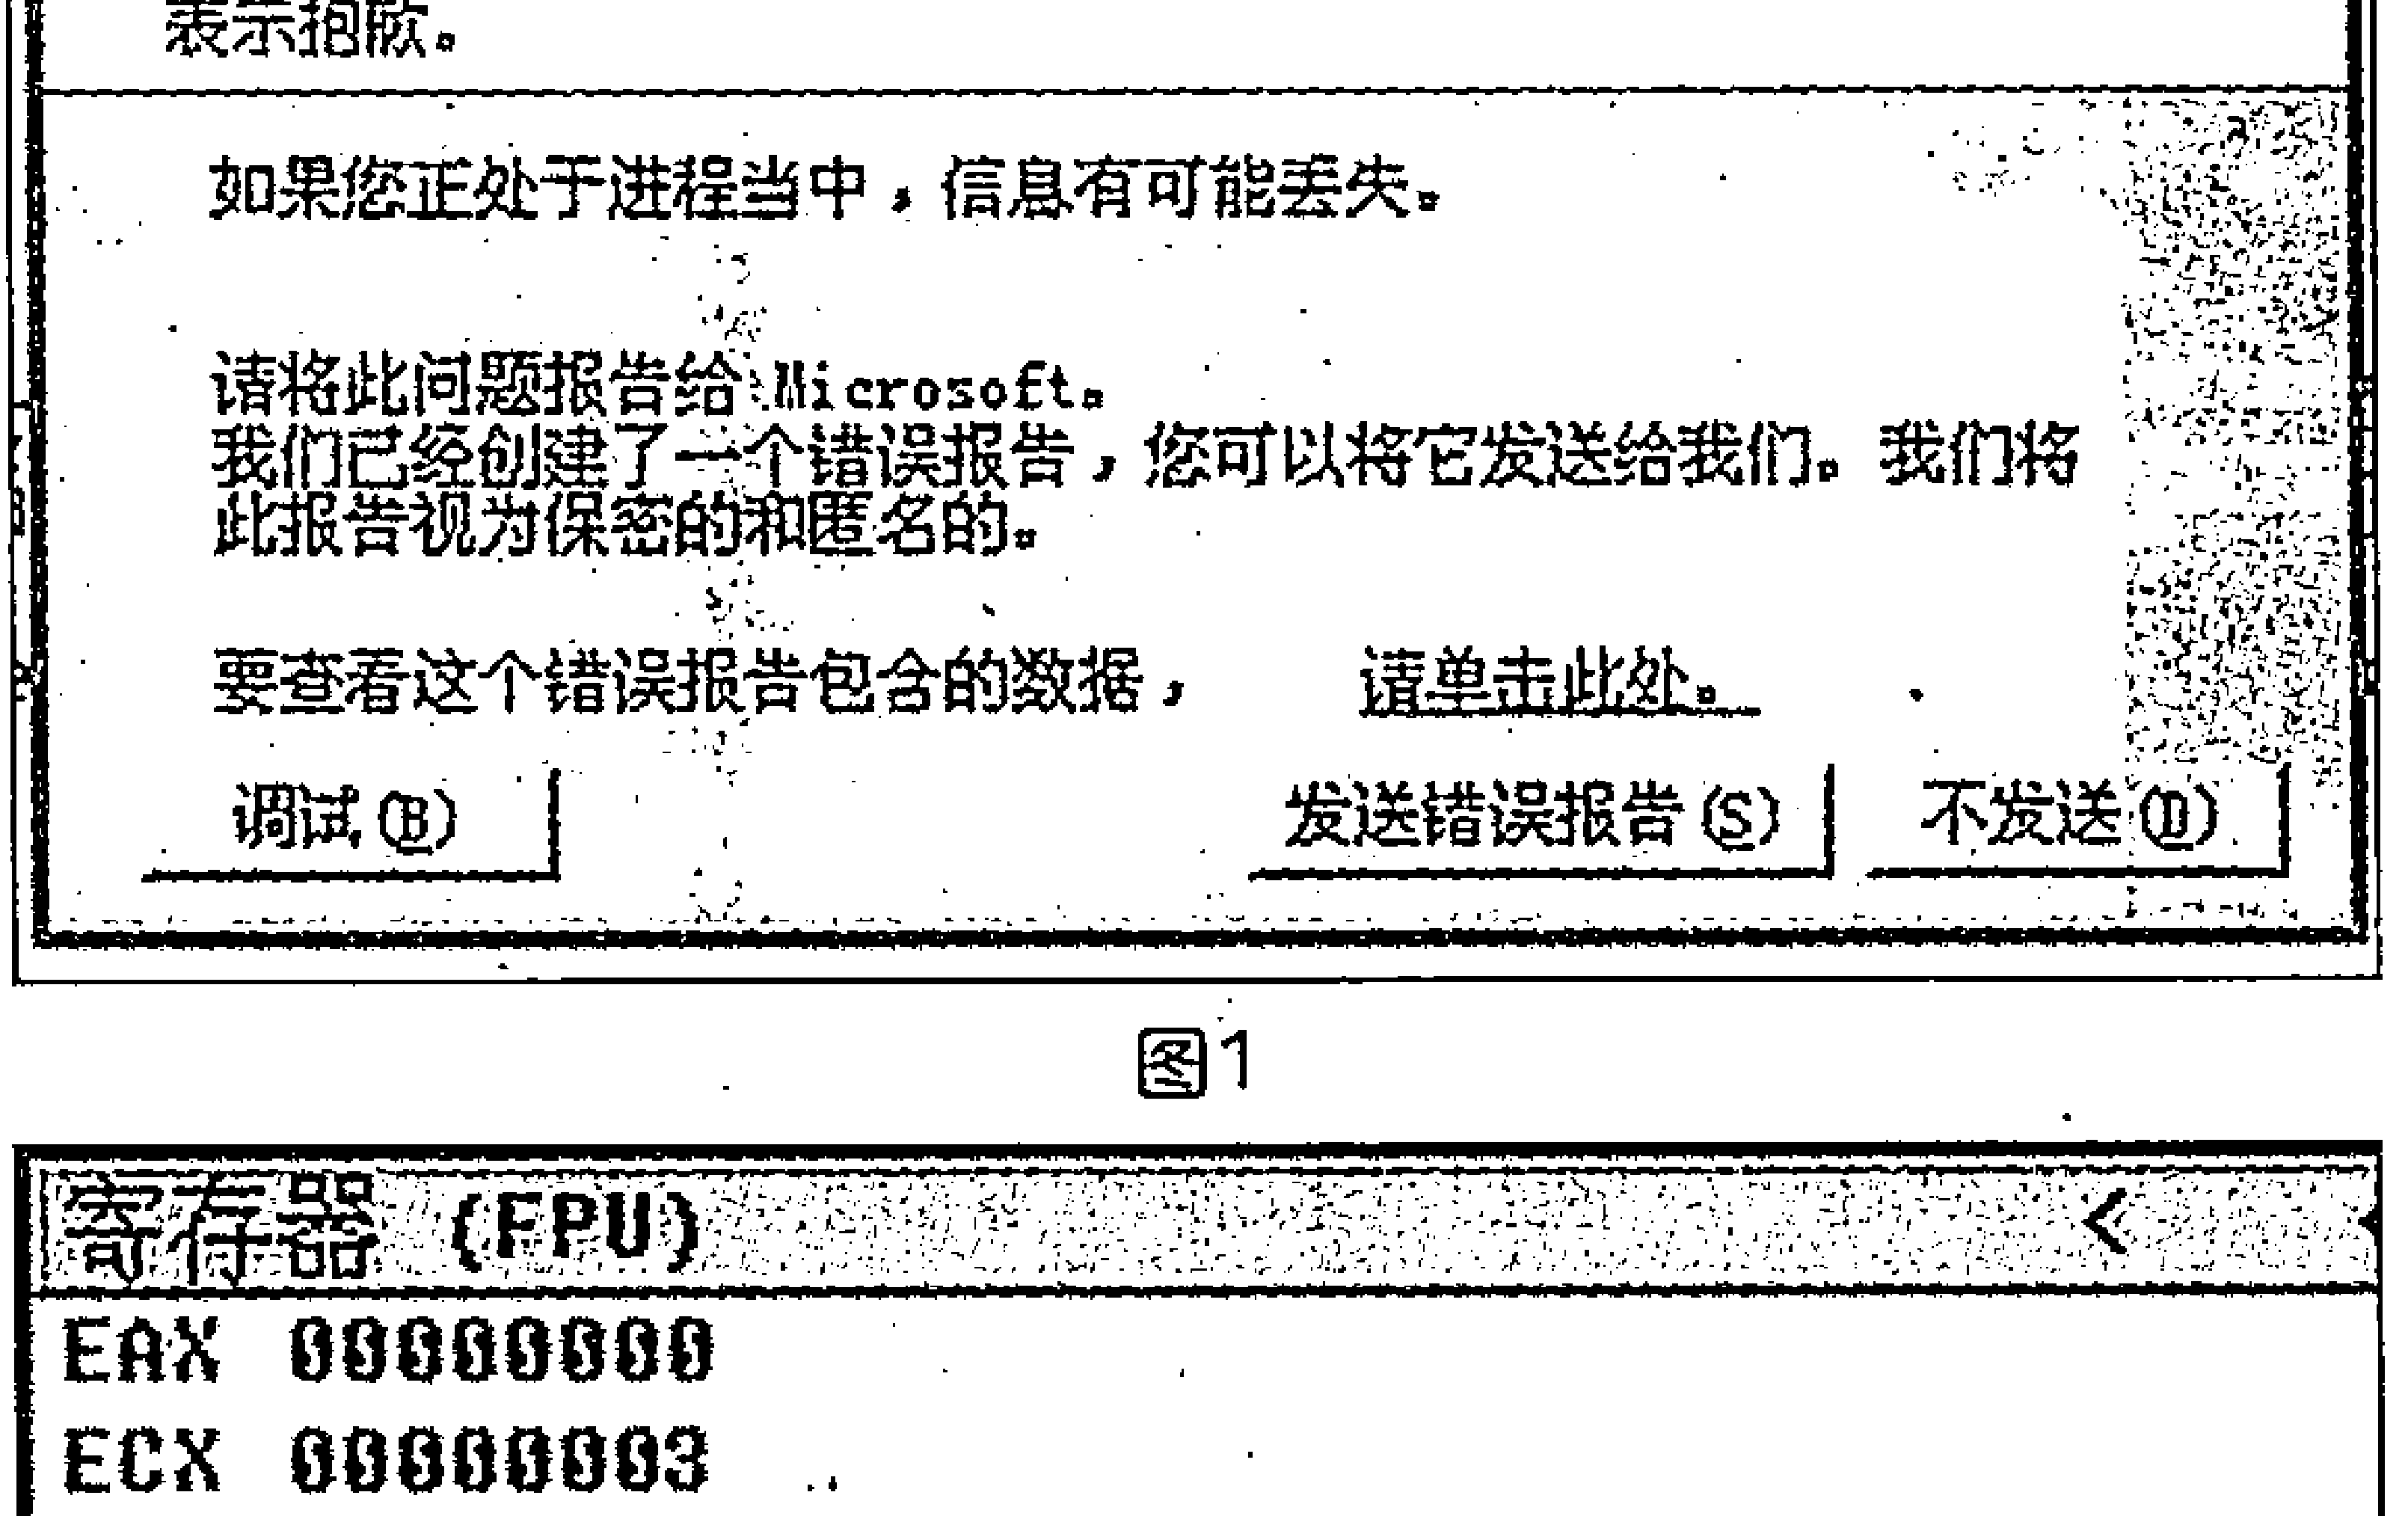 表示抱歉。
如果您正处于进程当中，信息有可能丢失。
请将此问题报告给 Microsoft。
我们已经创建了一个错误报告，您可以将它发送给我们。我们将
此报告视为保密的和匿名的。
要查看这个错误报告包含的数据， 请单击此处。
调试(B) 发送错误报告(S) 不发送(D)
图1
寄存器 (FPU) <
EAX 00000000
ECX 00000003